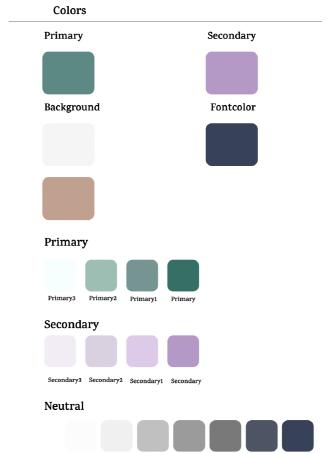 Colors
Primary Secondary
Background Fontcolor
Primary
Primary3 Primary2 Primary1 Primary
Secondary
Secondary3 Secondary2 Secondary1 Secondary
Neutral